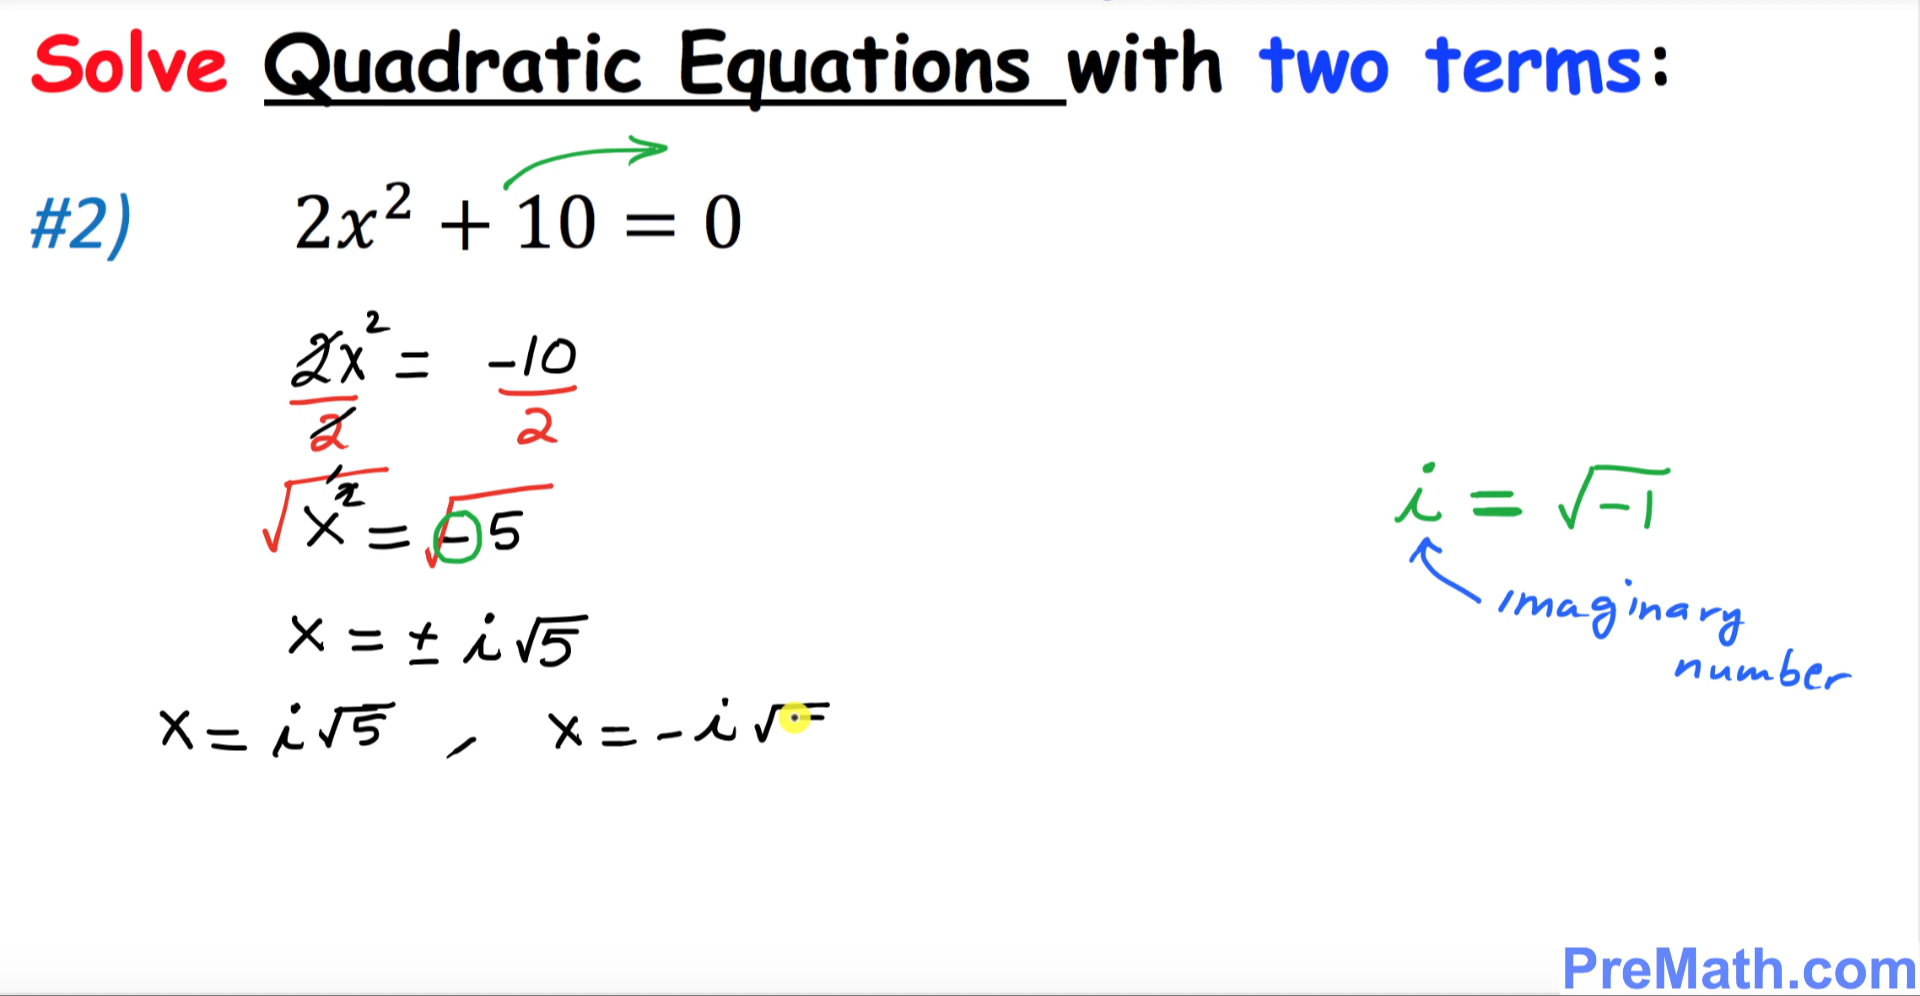 Solve Quadratic Equations with two terms:
#2) 2x² + 10 = 0
2x² = -10
2 2
√x² = √-5
i = √-1
imaginary
number
x = ± i√5
x = i√5 , x = -i√
PreMath.com